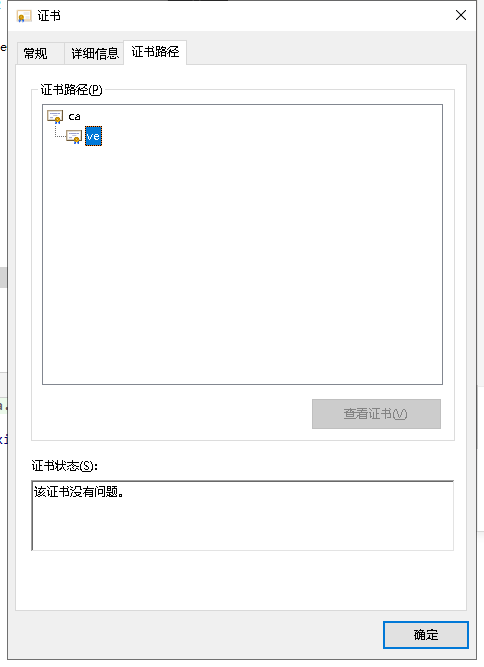 证书
常规 详细信息 证书路径
证书路径(P)
ca
ve
查看证书(V)
证书状态(S):
该证书没有问题。
确定